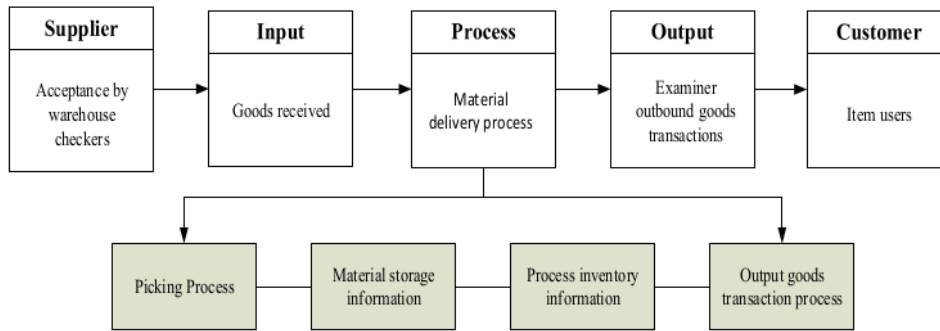 Supplier
Input
Process
Output
Customer
Acceptance by
warehouse
checkers
Goods received
Material
delivery process
Examiner
outbound goods
transactions
Item users
Picking Process
Material storage
information
Process inventory
information
Output goods
transaction process